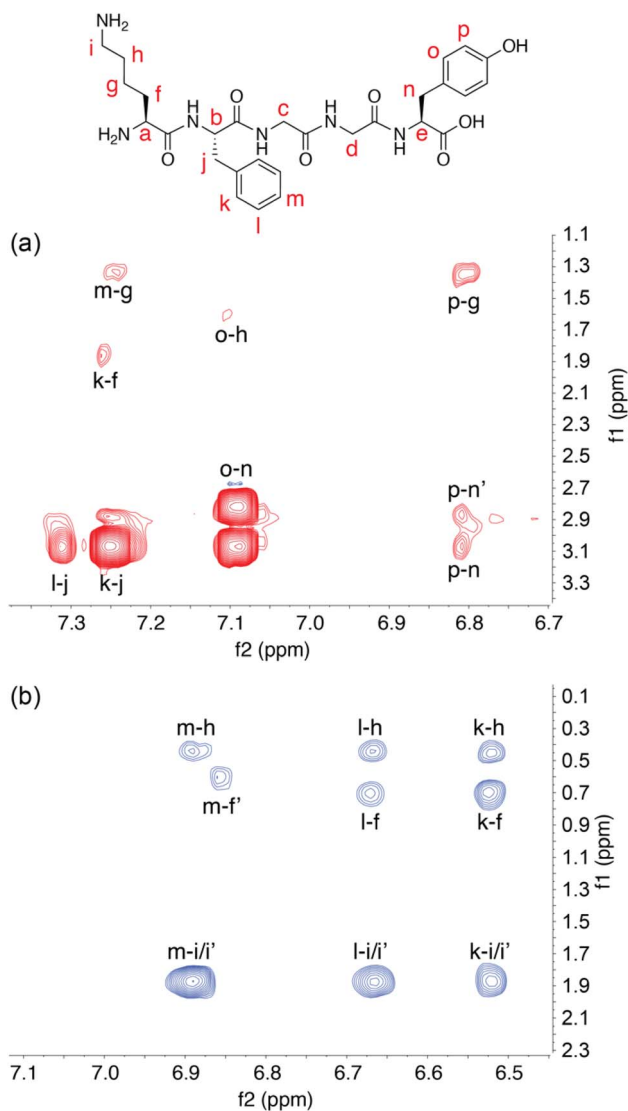 NH2
i
h
g
f
H2N
a
O
N
H
b
j
k
l
m
O
H
N
c
O
N
H
d
O
N
H
e
n
o
p
OH
O
OH
(a)
m-g
p-g
o-h
k-f
o-n
p-n'
l-j
k-j
p-n
1.1
1.3
1.5
1.7
1.9
2.1
2.3
2.5
2.7
2.9
3.1
3.3
f1 (ppm)
7.3 7.2 7.1 7.0 6.9 6.8 6.7
f2 (ppm)
(b)
m-h
l-h
k-h
m-f'
l-f
k-f
m-i/i'
l-i/i'
k-i/i'
0.1
0.3
0.5
0.7
0.9
1.1
1.3
1.5
1.7
1.9
2.1
2.3
f1 (ppm)
7.1 7.0 6.9 6.8 6.7 6.6 6.5
f2 (ppm)